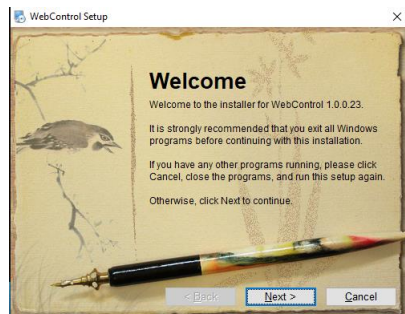 WebControl Setup
Welcome
Welcome to the installer for WebControl 1.0.0.23.
It is strongly recommended that you exit all Windows
programs before continuing with this installation.
If you have any other programs running, please click
Cancel, close the programs, and run this setup again.
Otherwise, click Next to continue.
< Back
Next >
Cancel